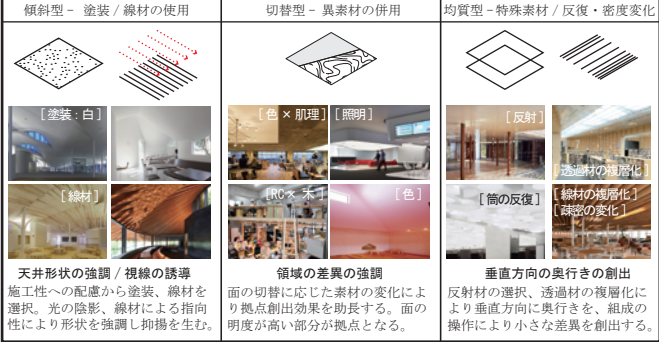 傾斜型 - 塗装 / 線材の使用
[塗装 : 白]
[線材]
天井形状の強調 / 視線の誘導
施工性への配慮から塗装、線材を
選択。光の陰影、線材による指向
性により形状を強調し抑揚を生む。
切替型 - 異素材の併用
[色 × 肌理]
[照明]
[RC× 木]
[色]
領域の差異の強調
面の切替に応じた素材の変化によ
り拠点創出効果を助長する。面の
明度が高い部分が拠点となる。
均質型 - 特殊素材 / 反復・密度変化
[反射]
[透過材の複層化]
[筒の反復]
[線材の複層化]
[疎密の変化]
垂直方向の奥行きの創出
反射材の選択、透過材の複層化に
より垂直方向に奥行きを、組成の
操作により小さな差異を創出する。